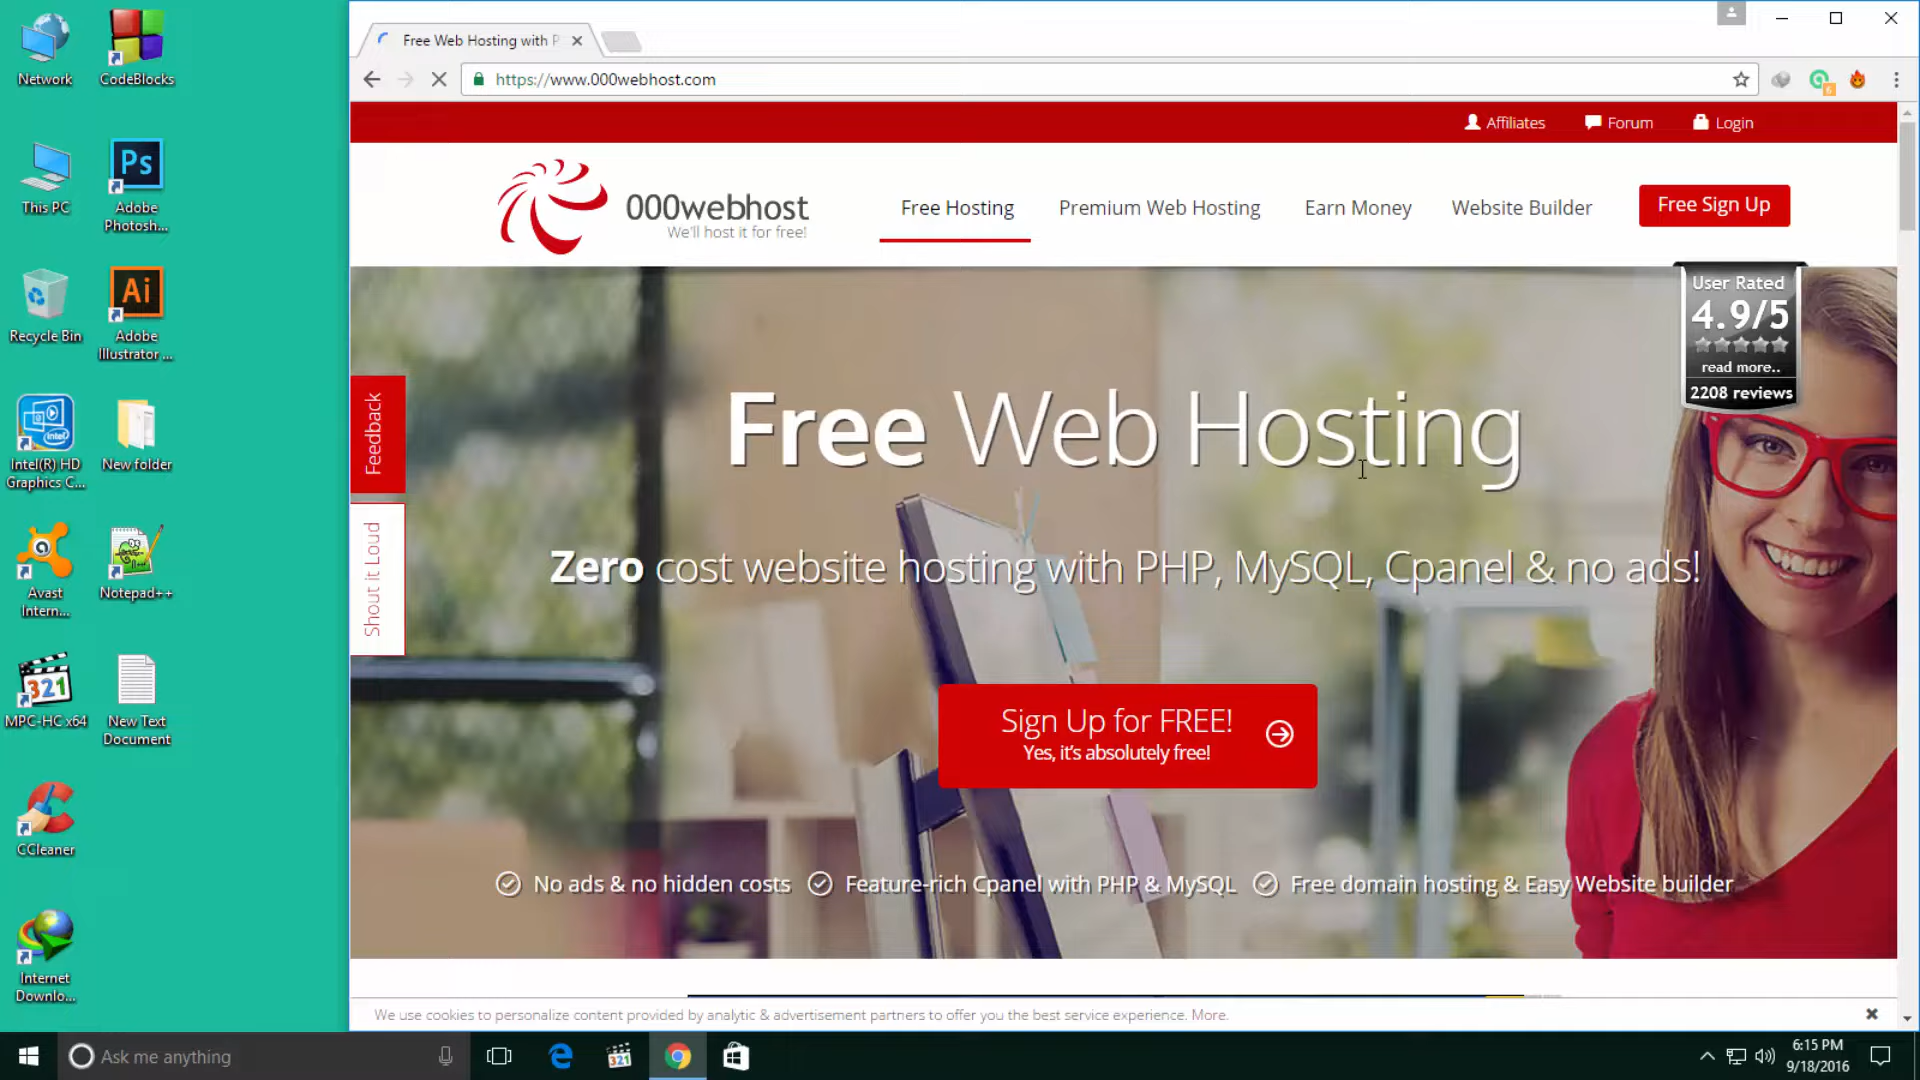 Network
CodeBlocks
This PC
Adobe
Photosh...
Recycle Bin
Adobe
Illustrator ...
Intel(R) HD
Graphics C...
New folder
Avast
Intern...
Notepad++
MPC-HC x64
New Text
Document
CCleaner
Internet
Downlo...
Ps
Ai
intel
321
Free Web Hosting with P
https://www.000webhost.com
6
Affiliates
Forum
Login
000webhost
We'll host it for free!
Free Hosting
Premium Web Hosting
Earn Money
Website Builder
Free Sign Up
User Rated
4.9/5
read more..
2208 reviews
Feedback
Shout it Loud
Free Web Hosting
Zero cost website hosting with PHP, MySQL, Cpanel & no ads!
Sign Up for FREE!
Yes, it's absolutely free!
No ads & no hidden costs
Feature-rich Cpanel with PHP & MySQL
Free domain hosting & Easy Website builder
We use cookies to personalize content provided by analytic & advertisement partners to offer you the best service experience. More.
Ask me anything
321
6:15 PM
9/18/2016